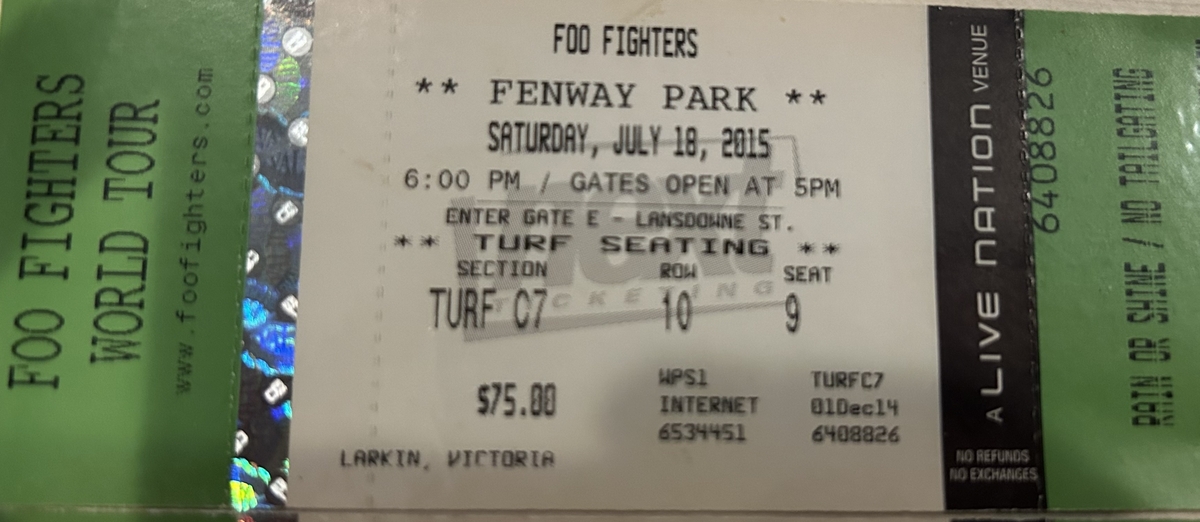 FOO FIGHTERS
WORLD TOUR
www.foofighters.com
FOO FIGHTERS
** FENWAY PARK **
SATURDAY, JULY 18, 2015
6:00 PM / GATES OPEN AT 5PM
ENTER GATE E - LANSDOWNE ST.
** TURF SEATING **
SECTION ROW SEAT
TURF C7 10 9
TICKETING
$75.00
WPS1 TURFC7
INTERNET 01Dec14
6534451 6408826
LARKIN, VICTORIA
A LIVE NATION VENUE
NO REFUNDS
NO EXCHANGES
6408826
RAIN OR SHINE / NO TAILGATING